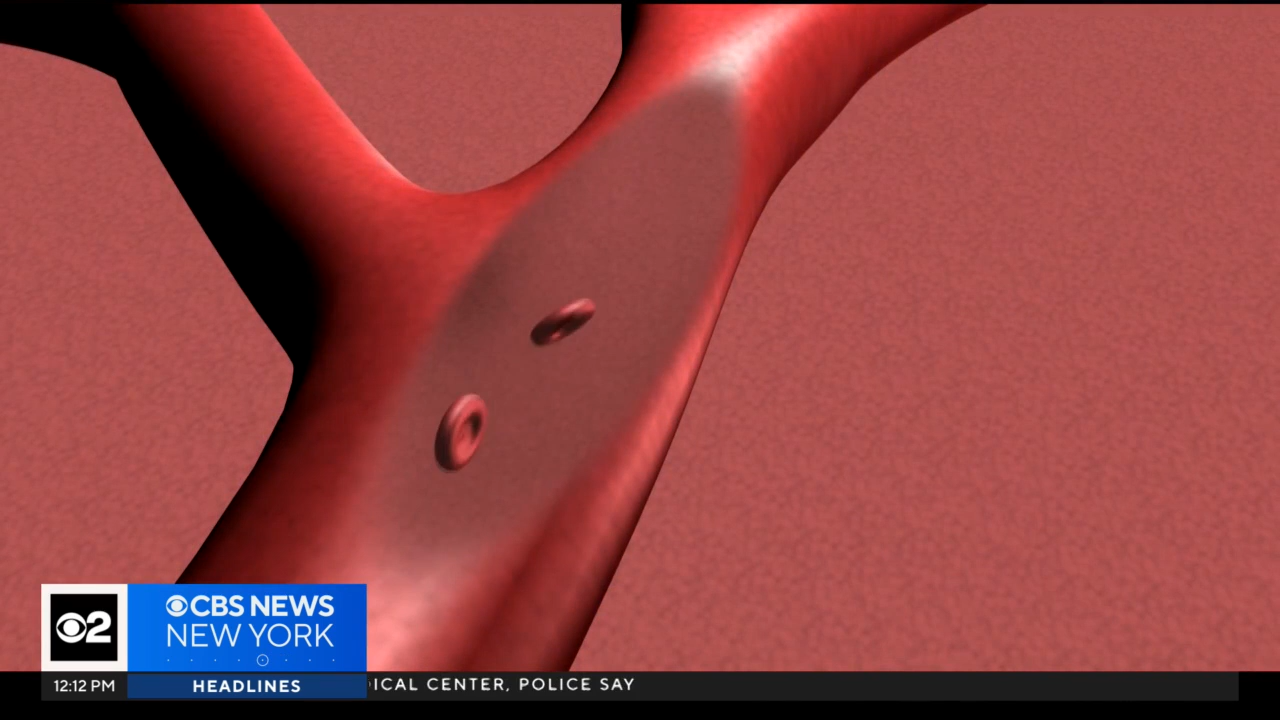 2
CBS NEWS
NEW YORK
12:12 PM
HEADLINES
ICAL CENTER, POLICE SAY